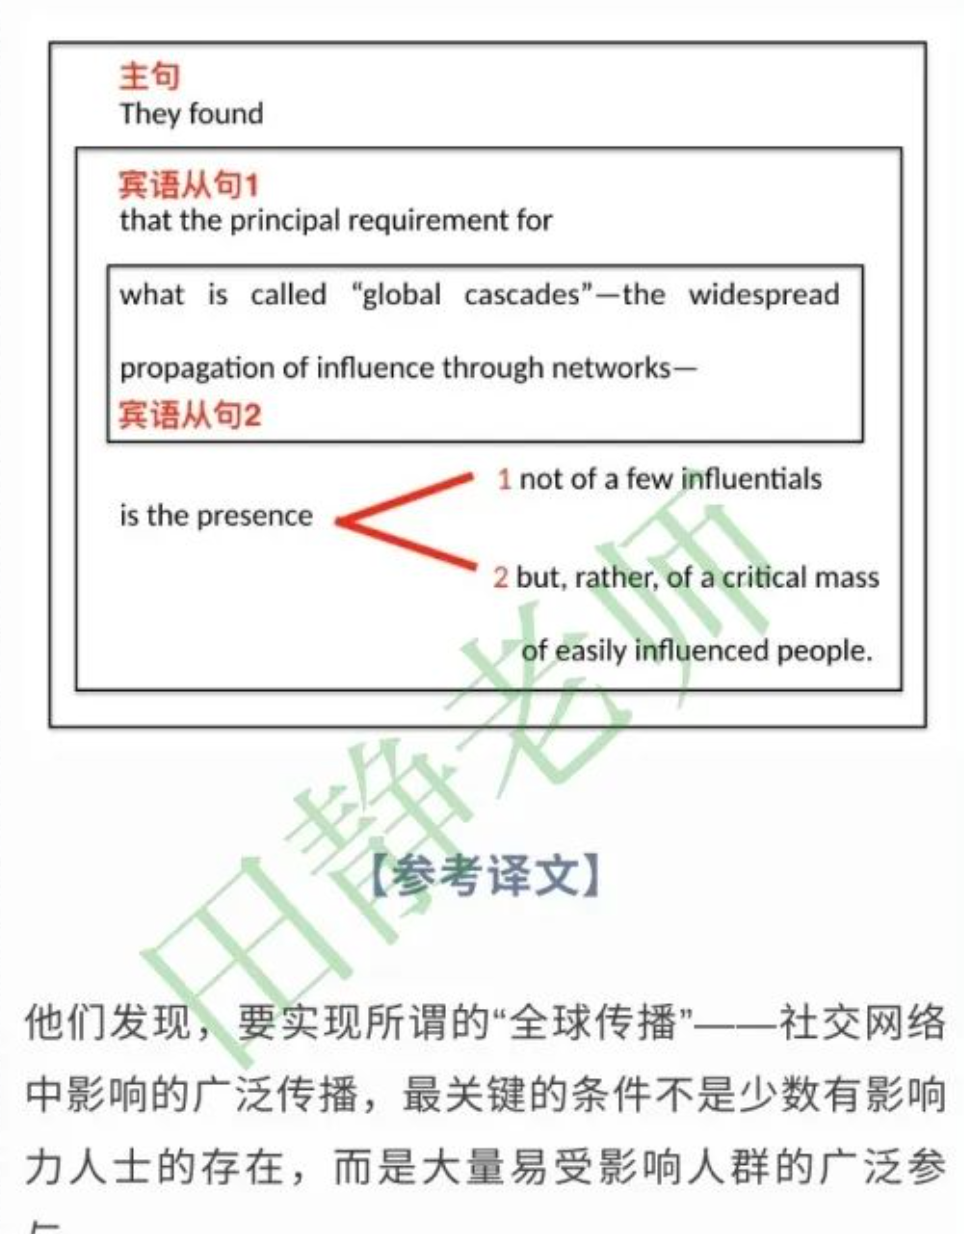 主句
They found
宾语从句1
that the principal requirement for
what is called “global cascades”—the widespread
propagation of influence through networks—
宾语从句2
is the presence
1 not of a few influentials
2 but, rather, of a critical mass
of easily influenced people.
田静老师
【参考译文】
他们发现，要实现所谓的“全球传播”——社交网络
中影响的广泛传播，最关键的条件不是少数有影响
力人士的存在，而是大量易受影响人群的广泛参